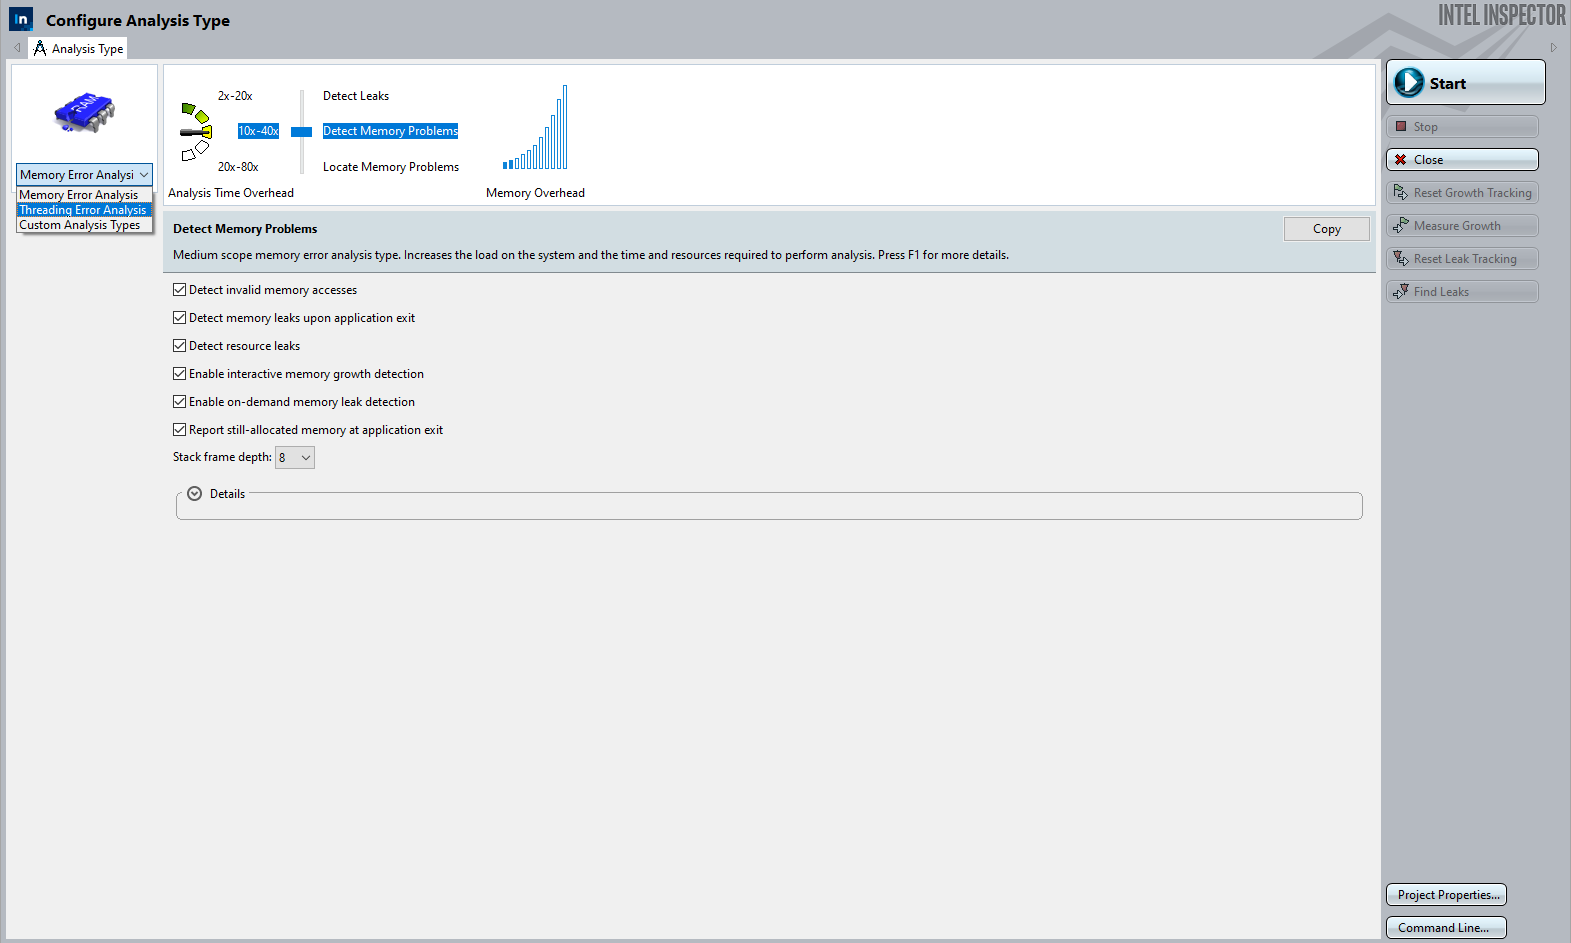 in Configure Analysis Type
INTEL INSPECTOR
Analysis Type
RAM
Memory Error Analysi
Memory Error Analysis
Threading Error Analysis
Custom Analysis Types
2x-20x
Detect Leaks
10x-40x
Detect Memory Problems
20x-80x
Locate Memory Problems
Analysis Time Overhead
Memory Overhead
Detect Memory Problems
Copy
Medium scope memory error analysis type. Increases the load on the system and the time and resources required to perform analysis. Press F1 for more details.
Detect invalid memory accesses
Detect memory leaks upon application exit
Detect resource leaks
Enable interactive memory growth detection
Enable on-demand memory leak detection
Report still-allocated memory at application exit
Stack frame depth: 8
Details
Start
Stop
Close
Reset Growth Tracking
Measure Growth
Reset Leak Tracking
Find Leaks
Project Properties...
Command Line...